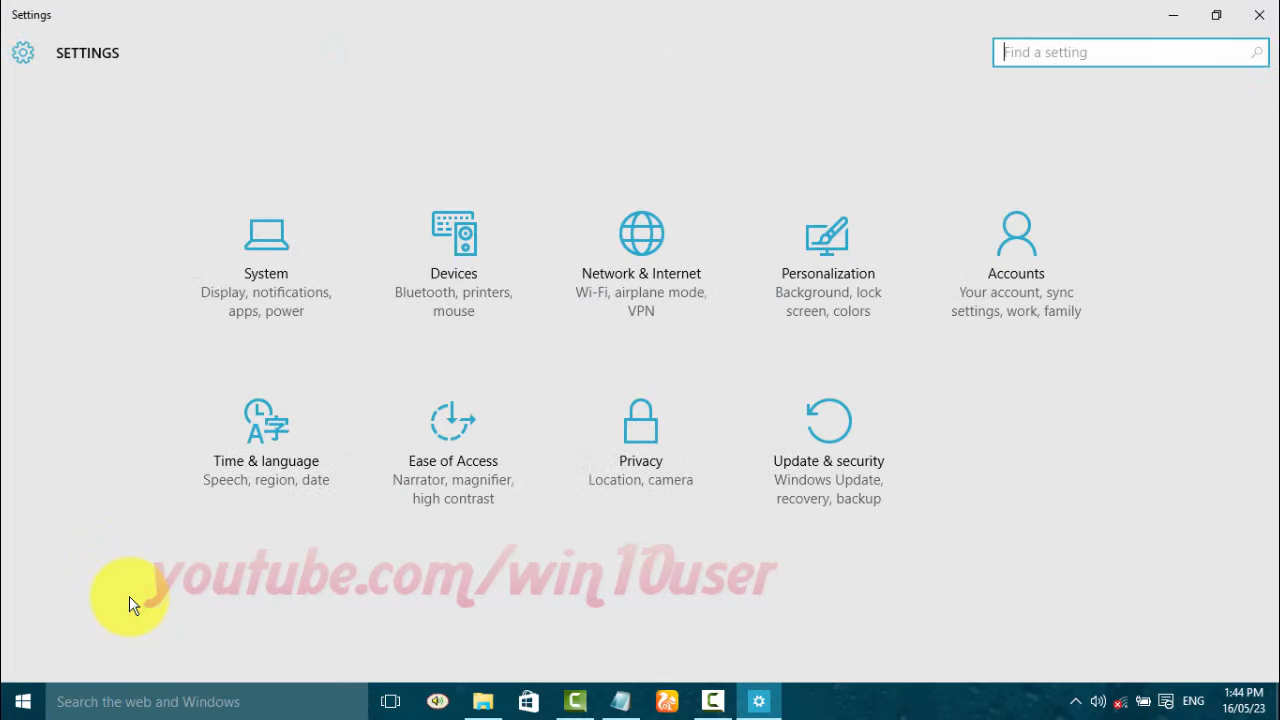 Settings
SETTINGS
Find a setting
System
Display, notifications,
apps, power
Devices
Bluetooth, printers,
mouse
Network & Internet
Wi-Fi, airplane mode,
VPN
Personalization
Background, lock
screen, colors
Accounts
Your account, sync
settings, work, family
Time & language
Speech, region, date
Ease of Access
Narrator, magnifier,
high contrast
Privacy
Location, camera
Update & security
Windows Update,
recovery, backup
youtube.com/win10user
Search the web and Windows
ENG
1:44 PM
16/05/23